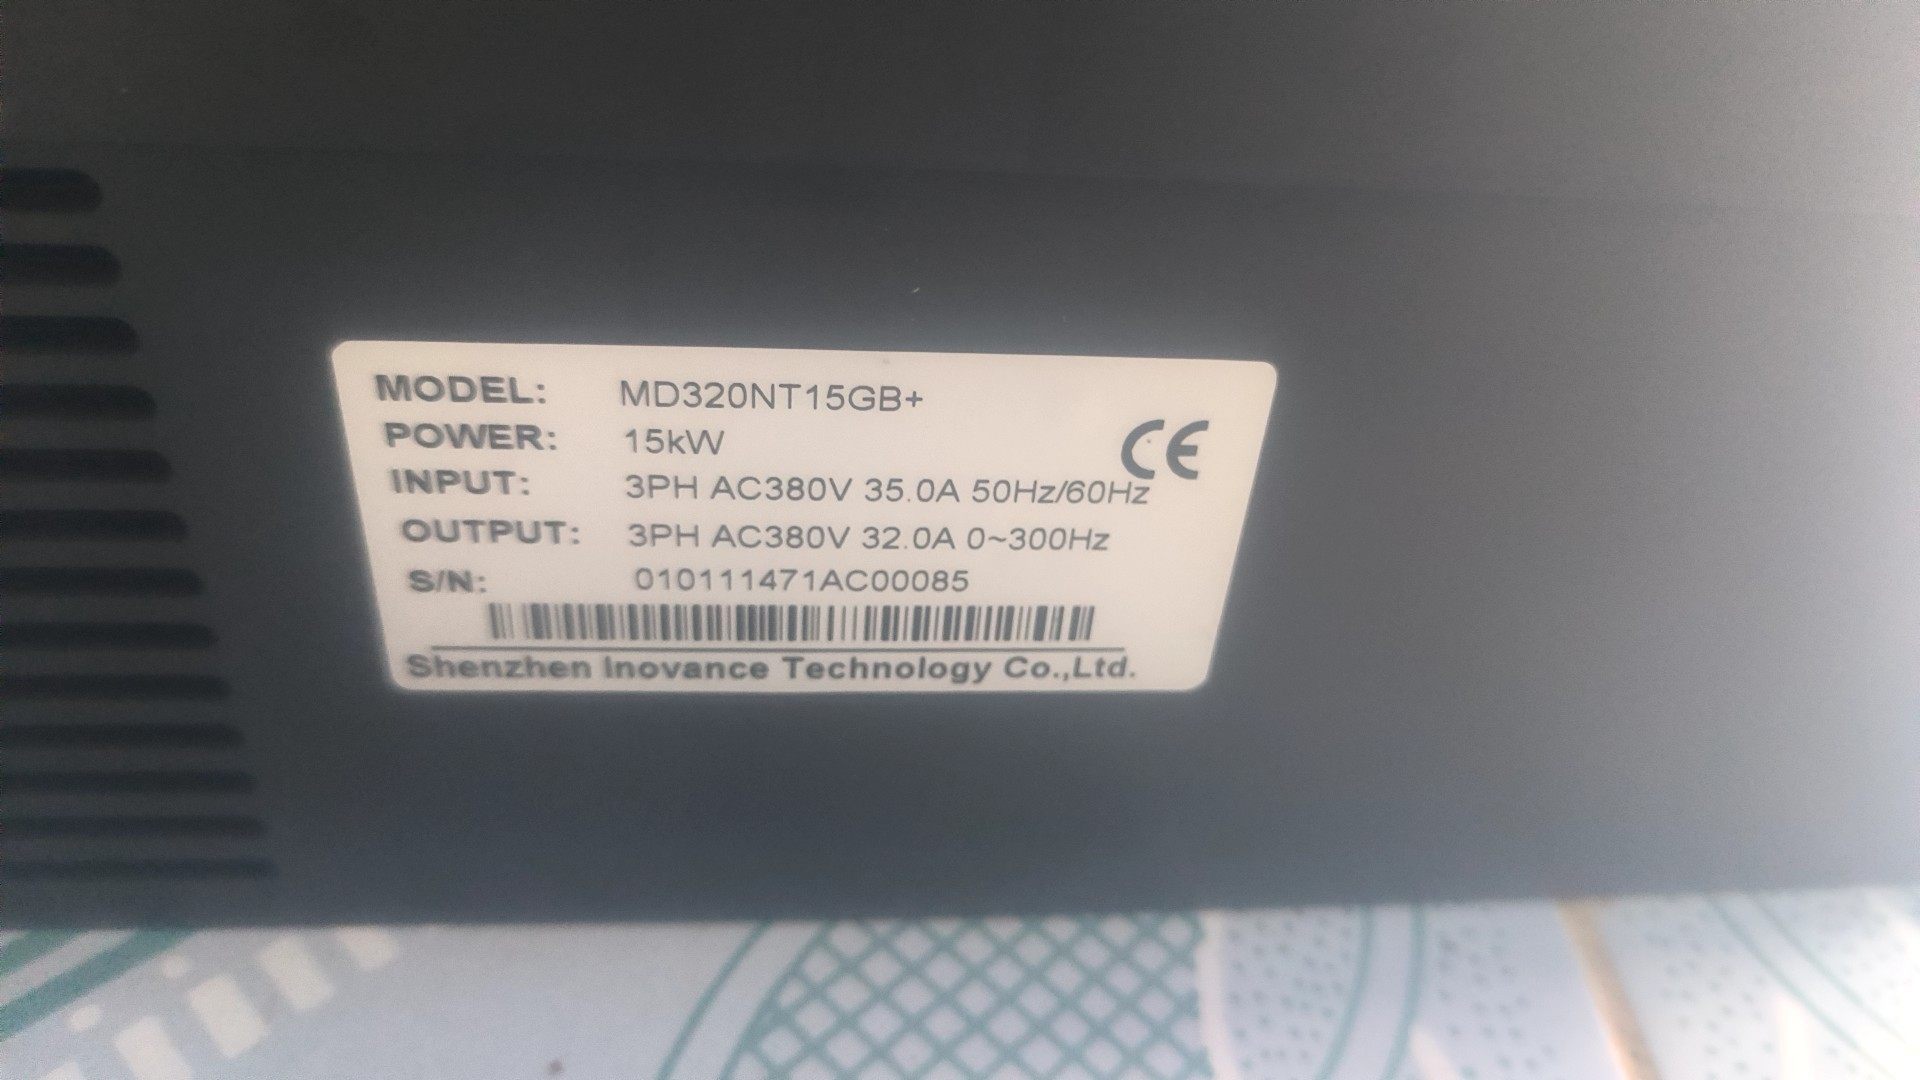 MODEL: MD320NT15GB+
POWER: 15kW
INPUT: 3PH AC380V 35.0A 50Hz/60Hz
OUTPUT: 3PH AC380V 32.0A 0~300Hz
S/N: 010111471AC00085
CE
Shenzhen Inovance Technology Co.,Ltd.